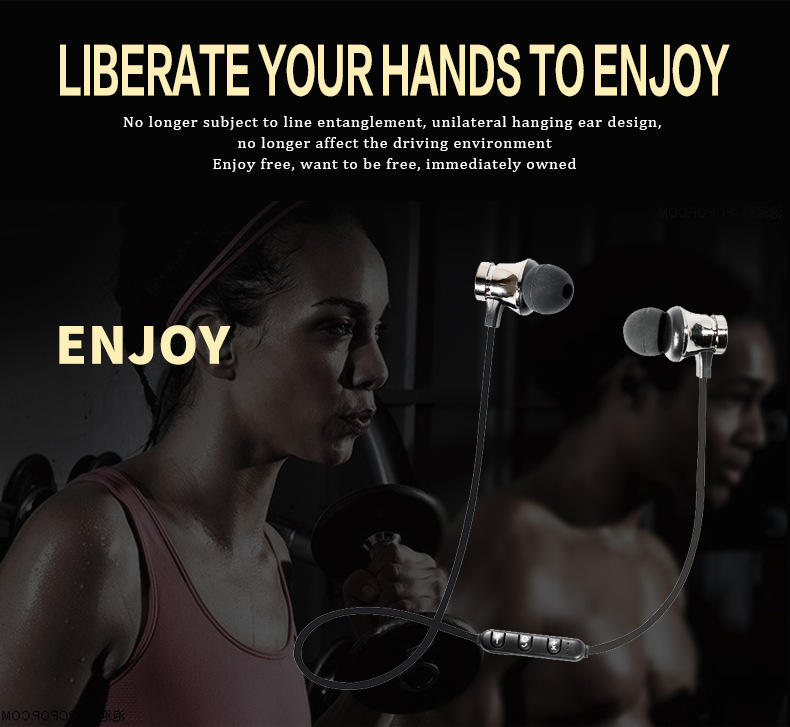 LIBERATE YOUR HANDS TO ENJOY
No longer subject to line entanglement, unilateral hanging ear design,
no longer affect the driving environment
Enjoy free, want to be free, immediately owned
ENJOY